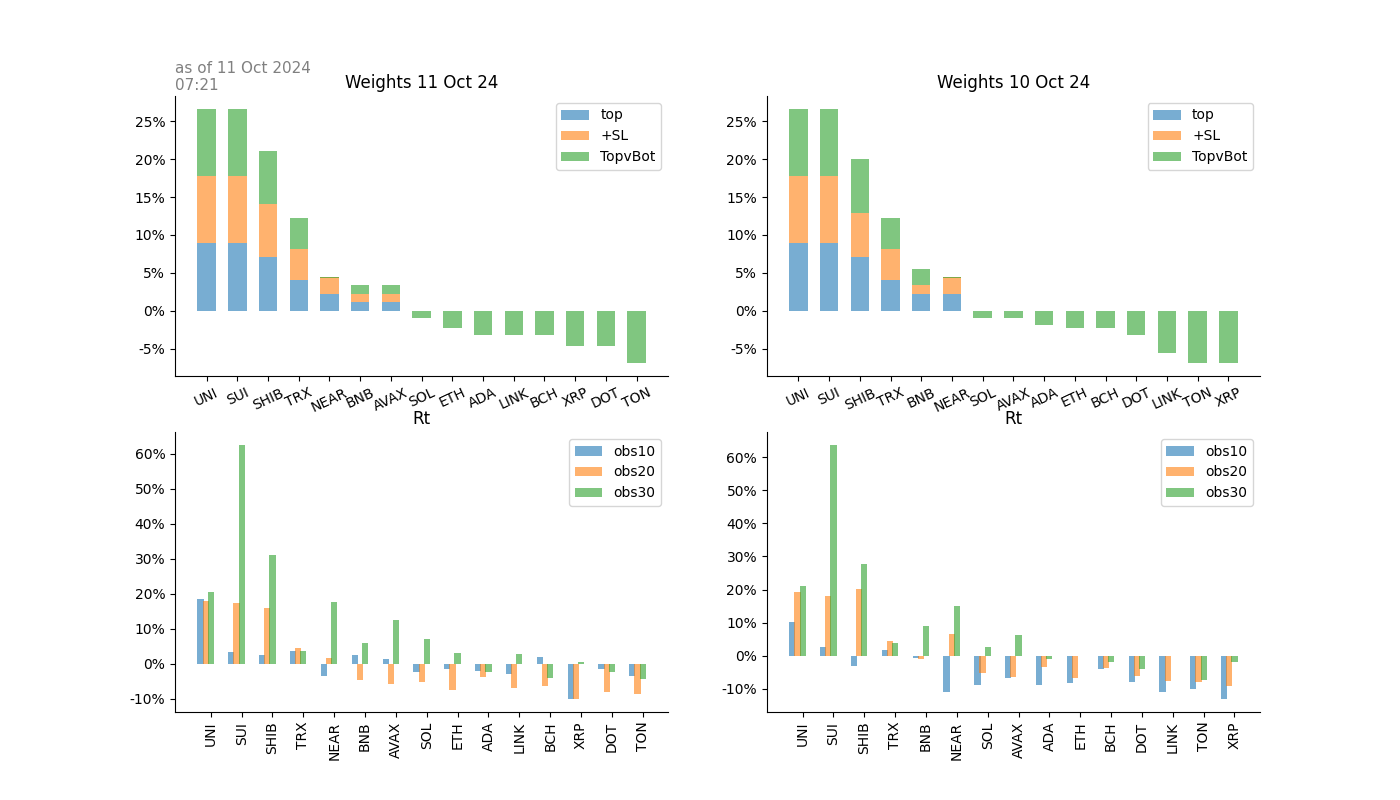 as of 11 Oct 2024
07:21
Weights 11 Oct 24
25%
20%
15%
10%
5%
0%
-5%
top
+SL
TopvBot
UNI SUI SHIB TRX NEAR BNB AVAX SOL ETH ADA LINK BCH XRP DOT TON
Weights 10 Oct 24
25%
20%
15%
10%
5%
0%
-5%
top
+SL
TopvBot
UNI SUI SHIB TRX BNB NEAR SOL AVAX ADA ETH BCH DOT LINK TON XRP
Rt
60%
50%
40%
30%
20%
10%
0%
-10%
obs10
obs20
obs30
UNI SUI SHIB TRX NEAR BNB AVAX SOL ETH ADA LINK BCH XRP DOT TON
Rt
60%
50%
40%
30%
20%
10%
0%
-10%
obs10
obs20
obs30
UNI SUI SHIB TRX BNB NEAR SOL AVAX ADA ETH BCH DOT LINK TON XRP